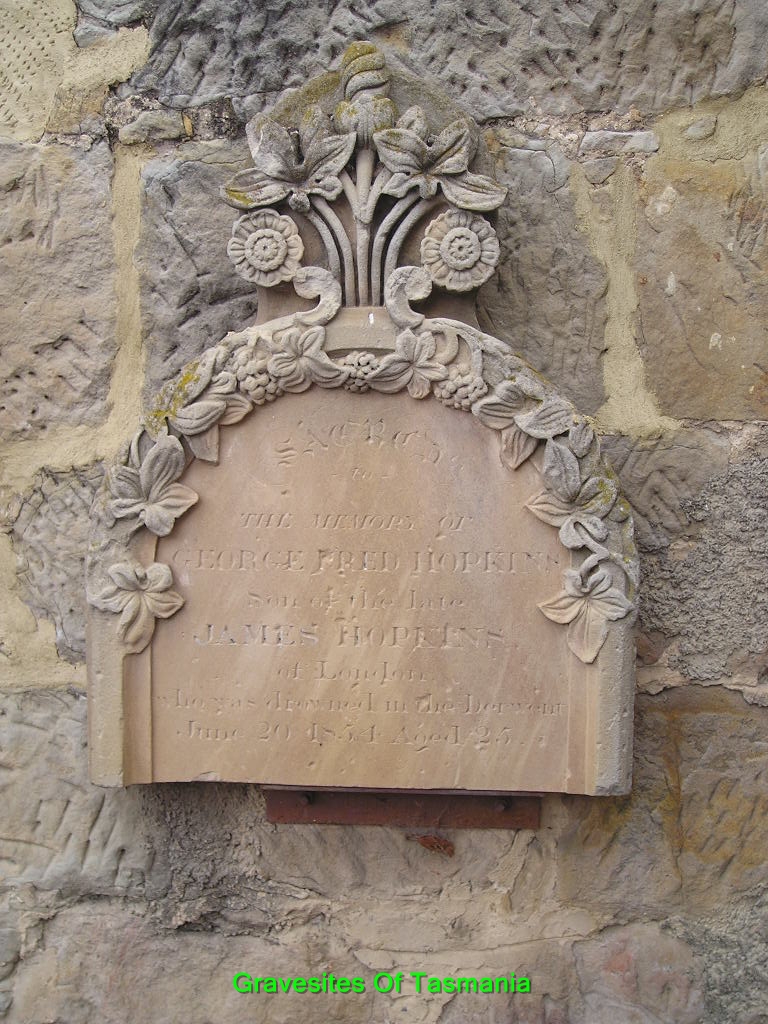 SACRED
to
THE MEMORY OF
GEORGE FRED HOPKINS
Son of the late
JAMES HOPKINS
of London
who was drowned in the Derwent
June 20 1834 Aged 25.
Gravesites Of Tasmania